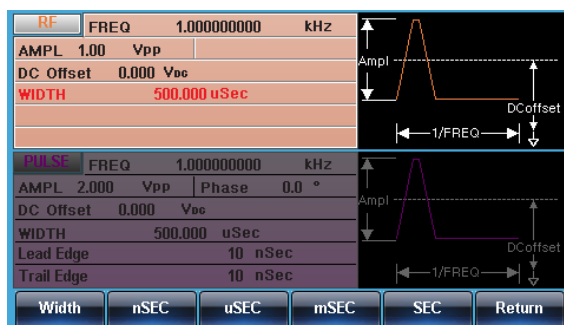 RF FREQ 1.000000000 kHz
AMPL 1.00 Vpp
DC Offset 0.000 VDC
WIDTH 500.000 uSec
Ampl
DCoffset
1/FREQ
PULSE FREQ 1.000000000 kHz
AMPL 2.000 Vpp Phase 0.0 °
DC Offset 0.000 VDC
WIDTH 500.000 uSec
Lead Edge 10 nSec
Trail Edge 10 nSec
Ampl
DCoffset
1/FREQ
Width nSEC uSEC mSEC SEC Return